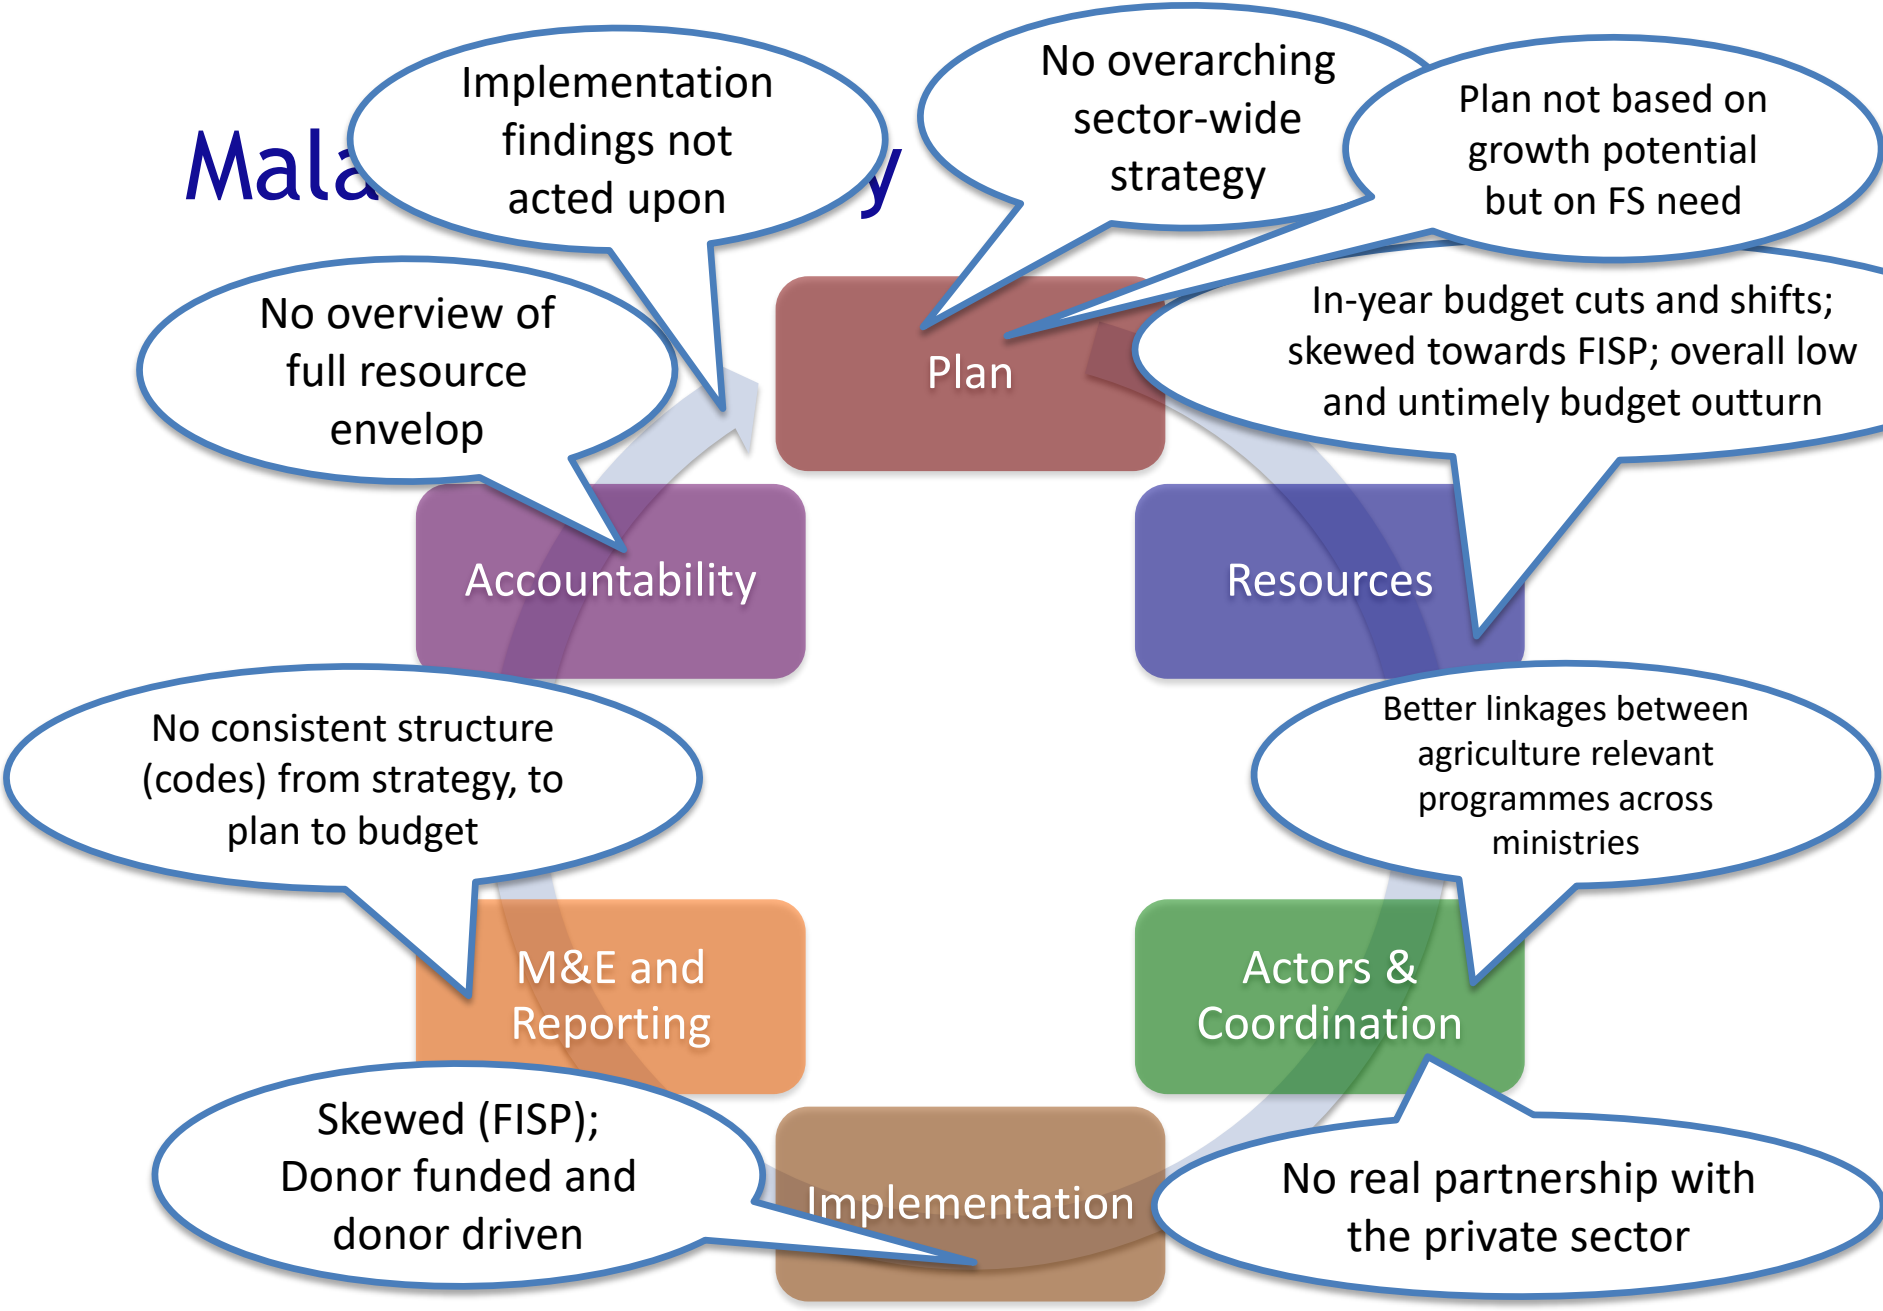 Mala
y
Implementation
findings not
acted upon
No overarching
sector-wide
strategy
Plan not based on
growth potential
but on FS need
No overview of
full resource
envelop
In-year budget cuts and shifts;
skewed towards FISP; overall low
and untimely budget outturn
Plan
Accountability
Resources
No consistent structure
(codes) from strategy, to
plan to budget
Better linkages between
agriculture relevant
programmes across
ministries
M&E and
Reporting
Actors &
Coordination
Skewed (FISP);
Donor funded and
donor driven
Implementation
No real partnership with
the private sector